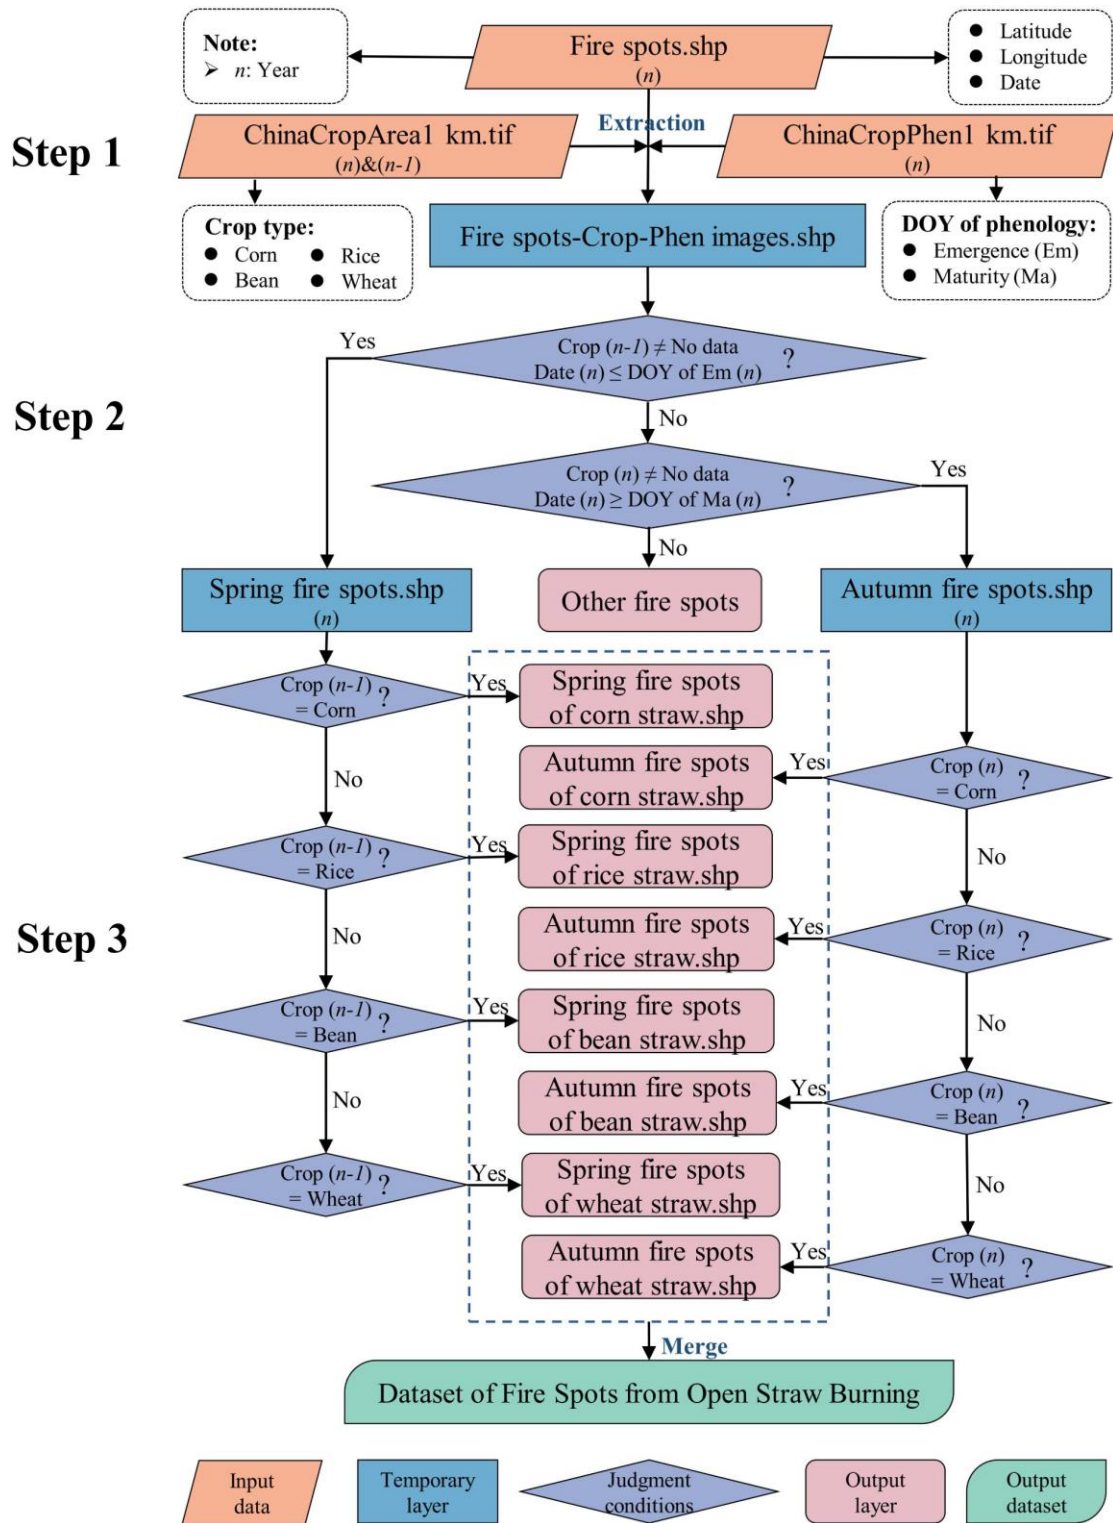 Note:
➢ n: Year
Fire spots.shp
(n)
● Latitude
● Longitude
● Date
Step 1
ChinaCropArea1 km.tif
(n)&(n-1)
Extraction
ChinaCropPhen1 km.tif
(n)
Crop type:
● Corn ● Rice
● Bean ● Wheat
Fire spots-Crop-Phen images.shp
DOY of phenology:
● Emergence (Em)
● Maturity (Ma)
Step 2
Yes
Crop (n-1) ≠ No data
Date (n) ≤ DOY of Em (n)
?
No
Crop (n) ≠ No data
Date (n) ≥ DOY of Ma (n)
?
Yes
No
Spring fire spots.shp
(n)
Other fire spots
Autumn fire spots.shp
(n)
Step 3
Crop (n-1)
= Corn
?
Yes
Spring fire spots
of corn straw.shp
No
Autumn fire spots
of corn straw.shp
Yes
Crop (n)
= Corn
?
No
Crop (n-1)
= Rice
?
Yes
Spring fire spots
of rice straw.shp
No
Autumn fire spots
of rice straw.shp
Yes
Crop (n)
= Rice
?
No
Crop (n-1)
= Bean
?
Yes
Spring fire spots
of bean straw.shp
No
Autumn fire spots
of bean straw.shp
Yes
Crop (n)
= Bean
?
No
Crop (n-1)
= Wheat
?
Yes
Spring fire spots
of wheat straw.shp
Autumn fire spots
of wheat straw.shp
Yes
Crop (n)
= Wheat
?
Merge
Dataset of Fire Spots from Open Straw Burning
Input
data
Temporary
layer
Judgment
conditions
Output
layer
Output
dataset